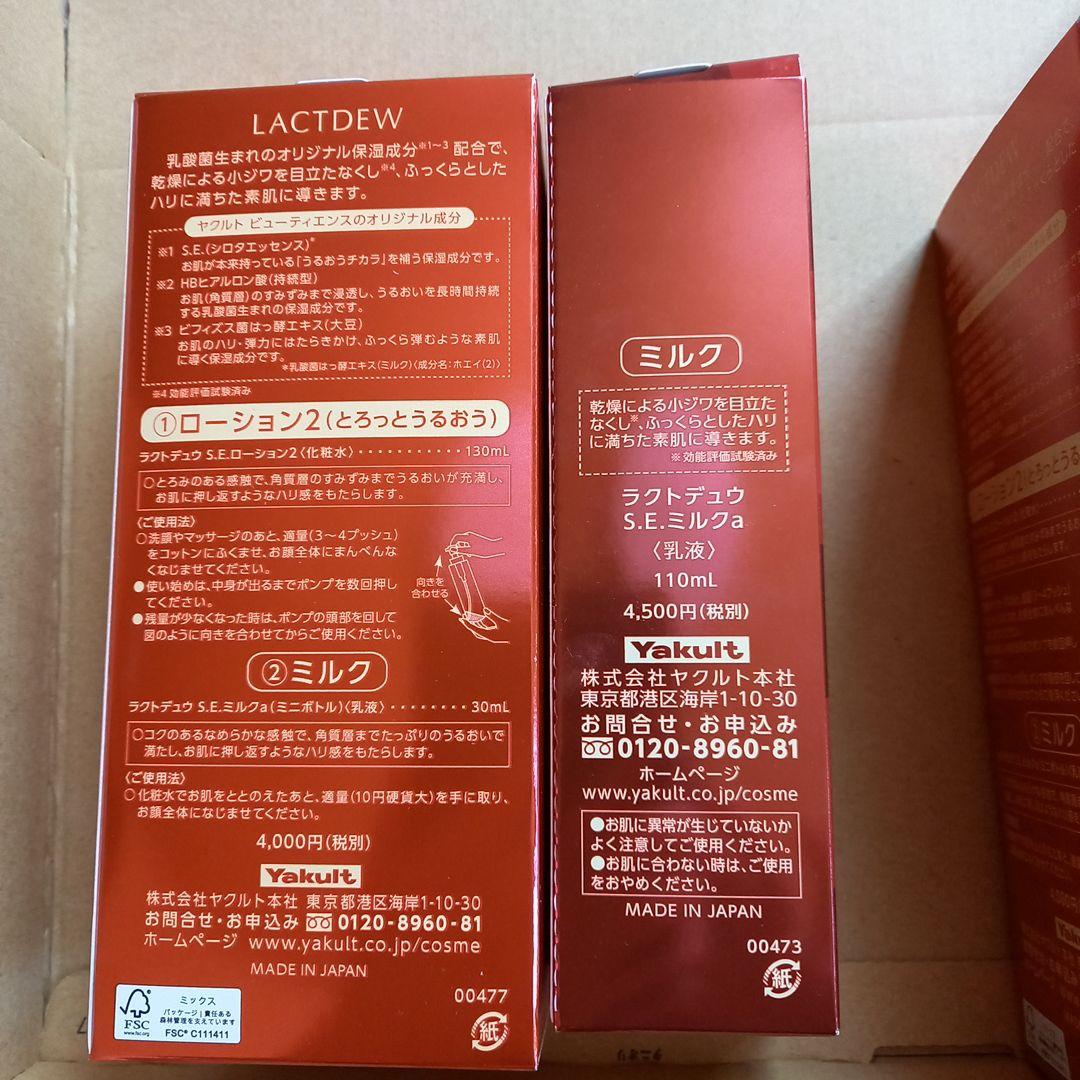 LACTDEW
乳酸菌生まれのオリジナル保湿成分※1〜3 配合で、
乾燥による小ジワを目立たなくし※4、ふっくらとした
ハリに満ちた素肌に導きます。
ヤクルト ビューティエンスのオリジナル成分
※1 S.E.(シロタエッセンス)*
お肌が本来持っている「うるおうチカラ」を補う保湿成分です。
※2 HBヒアルロン酸(持続型)
お肌(角質層)のすみずみまで浸透し、うるおいを長時間持続
する乳酸菌生まれの保湿成分です。
※3 ビフィズス菌はっ酵エキス(大豆)
お肌のハリ・弾力にはたらきかけ、ふっくら弾むような素肌
に導く保湿成分です。
*乳酸菌はっ酵エキス(ミルク)〈成分名:ホエイ(2)〉
※4 効能評価試験済み
①ローション2(とろっとうるおう)
ラクトデュウ S.E.ローション2〈化粧水〉・・・・・・・・・・・130mL
○とろみのある感触で、角質層のすみずみまでうるおいが充満し、
お肌に押し返すようなハリ感をもたらします。
〈ご使用法〉
○洗顔やマッサージのあと、適量(3〜4プッシュ)
をコットンにふくませ、お顔全体にまんべんな
くなじませてください。
●使い始めは、中身が出るまでポンプを数回押し
てください。
●残量が少なくなった時は、ポンプの頭部を回して
図のように向きを合わせてからご使用ください。
向きを
合わせる
②ミルク
ラクトデュウ S.E.ミルクa(ミニボトル)〈乳液〉・・・・・・・・30mL
○コクのあるなめらかな感触で、角質層までたっぷりのうるおいで
満たし、お肌に押し返すようなハリ感をもたらします。
〈ご使用法〉
○化粧水でお肌をととのえたあと、適量(10円硬貨大)を手に取り、
お顔全体になじませてください。
4,000円(税別)
Yakult
株式会社ヤクルト本社 東京都港区海岸1-10-30
お問合せ・お申込み 0120-8960-81
ホームページ www.yakult.co.jp/cosme
MADE IN JAPAN
00477
紙
FSC
www.fsc.org
ミックス
パッケージ|責任ある
森林管理を支えています
FSC® C111411
ミルク
乾燥による小ジワを目立た
なくし※、ふっくらとしたハリ
に満ちた素肌に導きます。
※効能評価試験済み
ラクトデュウ
S.E.ミルクa
〈乳液〉
110mL
4,500円(税別)
Yakult
株式会社ヤクルト本社
東京都港区海岸1-10-30
お問合せ・お申込み
0120-8960-81
ホームページ
www.yakult.co.jp/cosme
●お肌に異常が生じていないか
よく注意してご使用ください。
●お肌に合わない時は、ご使用
をおやめください。
MADE IN JAPAN
00473
紙